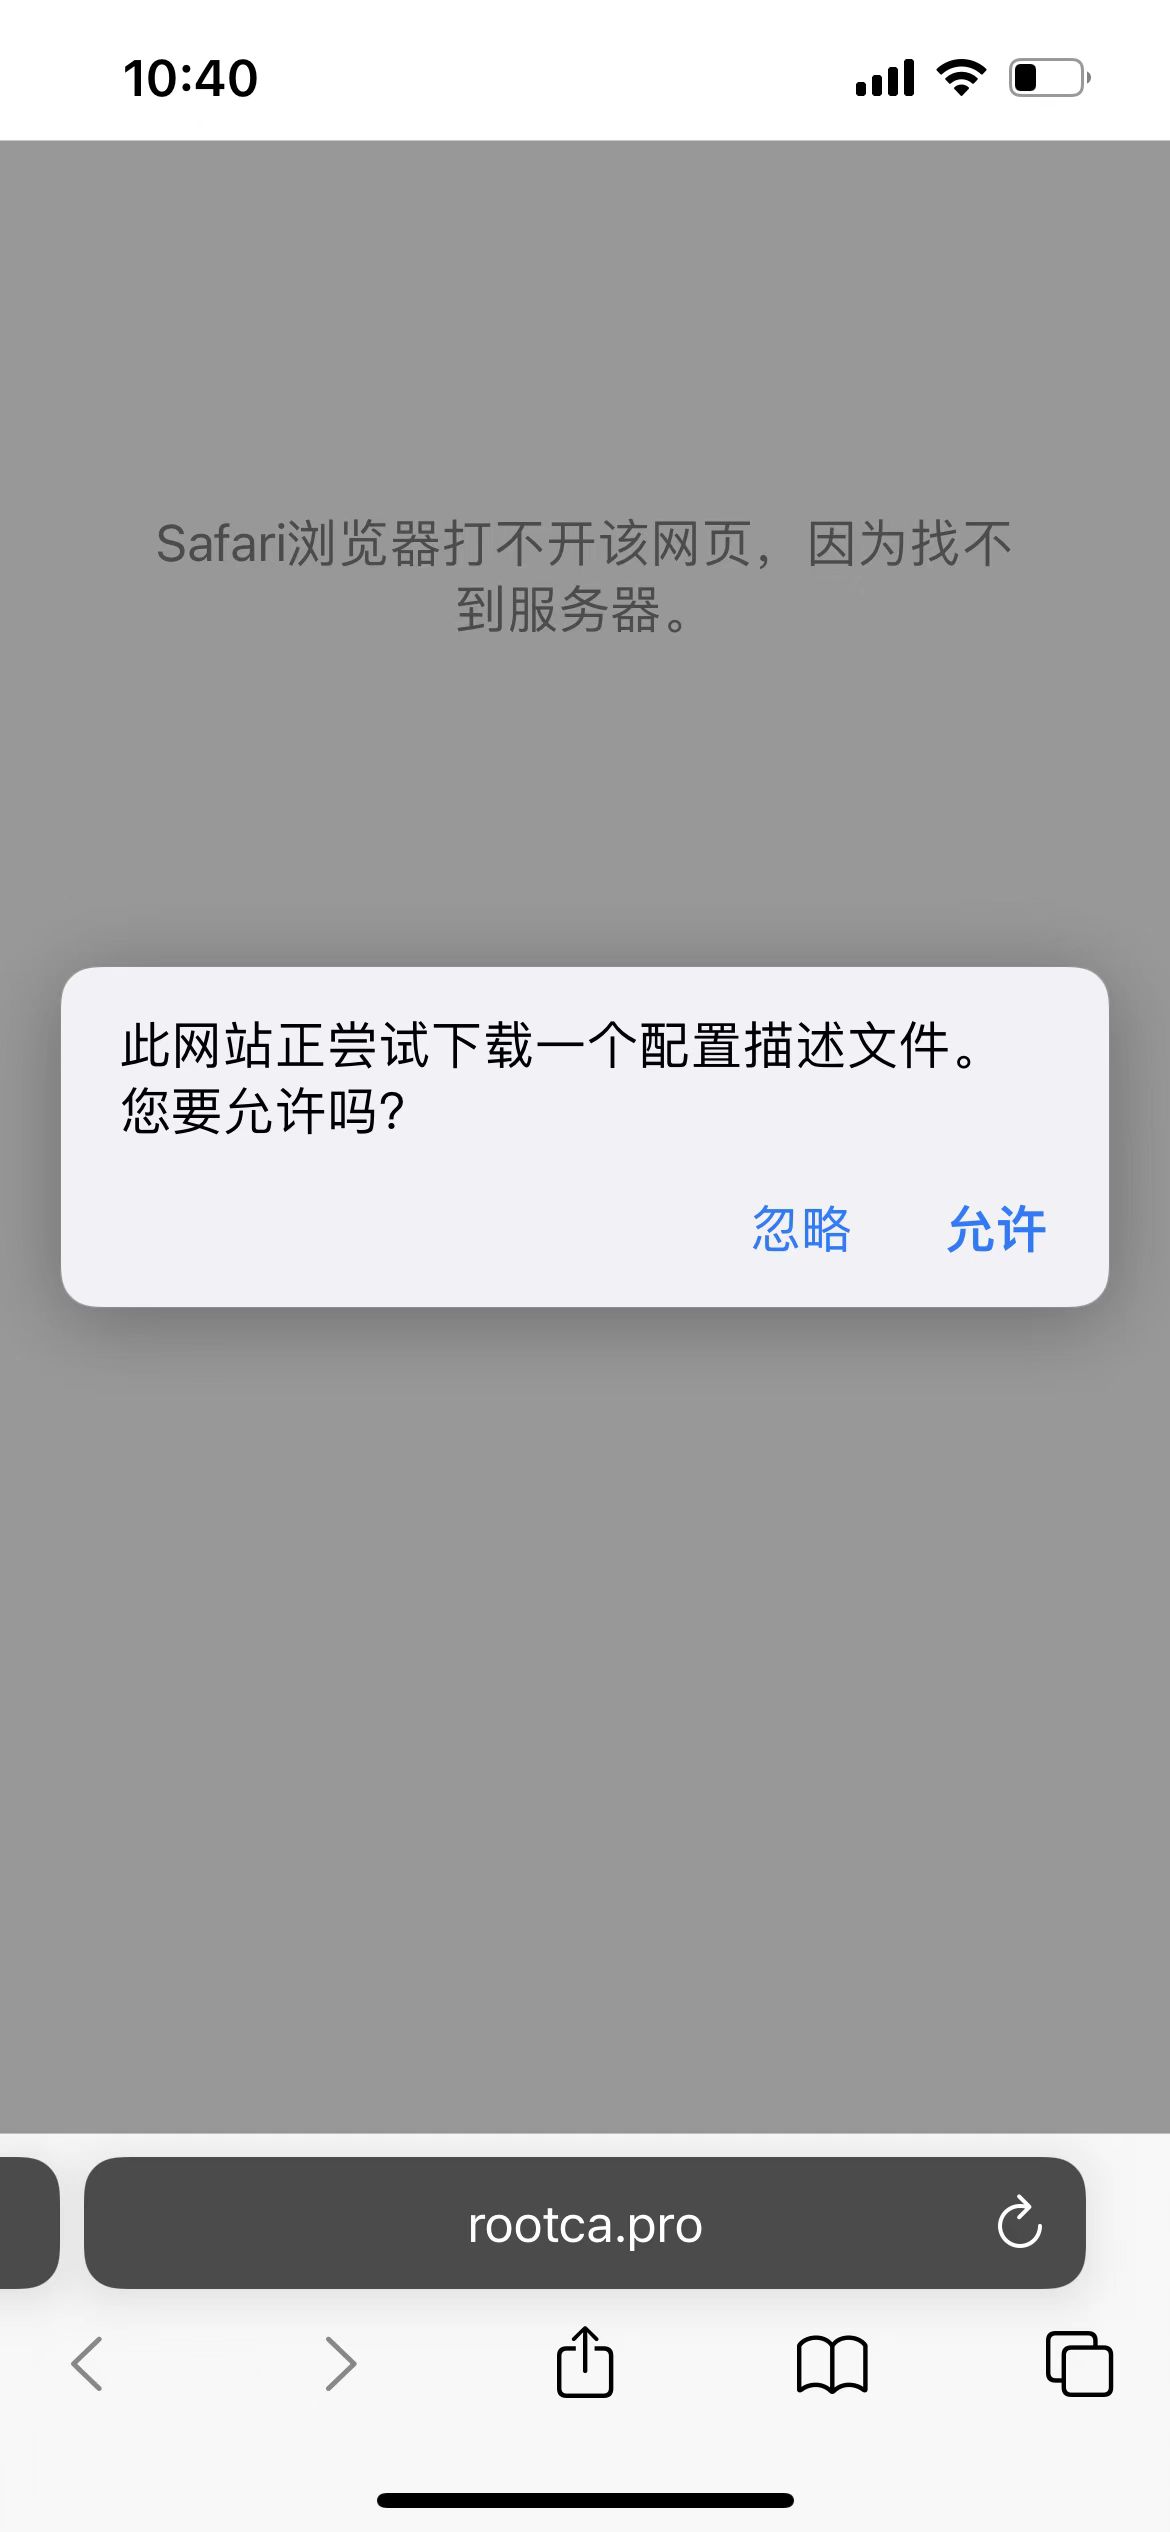 10:40
Safari浏览器打不开该网页，因为找不
到服务器。
此网站正尝试下载一个配置描述文件。
您要允许吗?
忽略 允许
rootca.pro